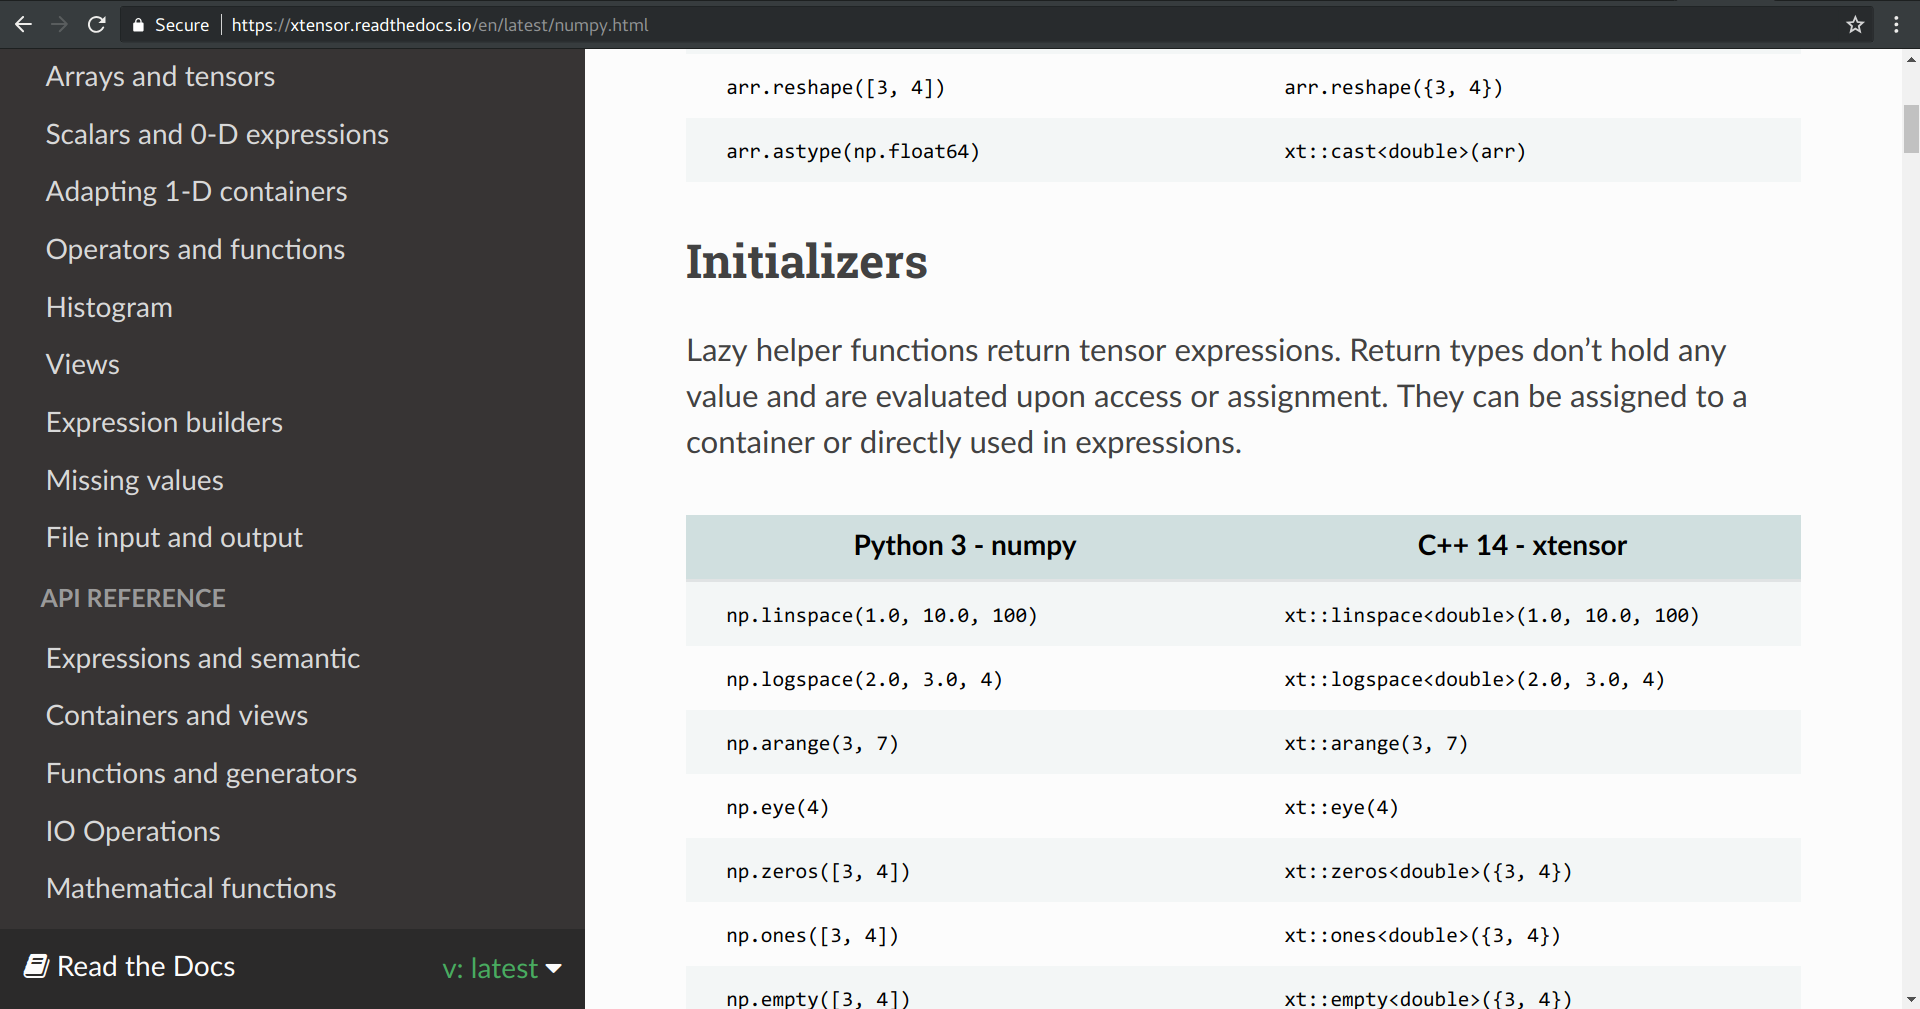 Secure https://xtensor.readthedocs.io/en/latest/numpy.html
Arrays and tensors
Scalars and 0-D expressions
Adapting 1-D containers
Operators and functions
Histogram
Views
Expression builders
Missing values
File input and output
API REFERENCE
Expressions and semantic
Containers and views
Functions and generators
IO Operations
Mathematical functions
Read the Docs v: latest
arr.reshape([3, 4]) arr.reshape({3, 4})
arr.astype(np.float64) xt::cast<double>(arr)
Initializers
Lazy helper functions return tensor expressions. Return types don’t hold any
value and are evaluated upon access or assignment. They can be assigned to a
container or directly used in expressions.
Python 3 - numpy C++ 14 - xtensor
np.linspace(1.0, 10.0, 100) xt::linspace<double>(1.0, 10.0, 100)
np.logspace(2.0, 3.0, 4) xt::logspace<double>(2.0, 3.0, 4)
np.arange(3, 7) xt::arange(3, 7)
np.eye(4) xt::eye(4)
np.zeros([3, 4]) xt::zeros<double>({3, 4})
np.ones([3, 4]) xt::ones<double>({3, 4})
np.empty([3, 4]) xt::empty<double>({3, 4})